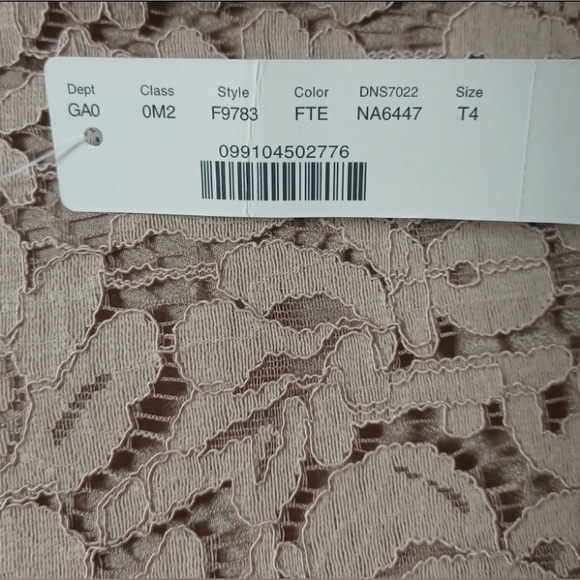 Dept Class Style Color DNS7022 Size
GA0 0M2 F9783 FTE NA6447 T4
099104502776